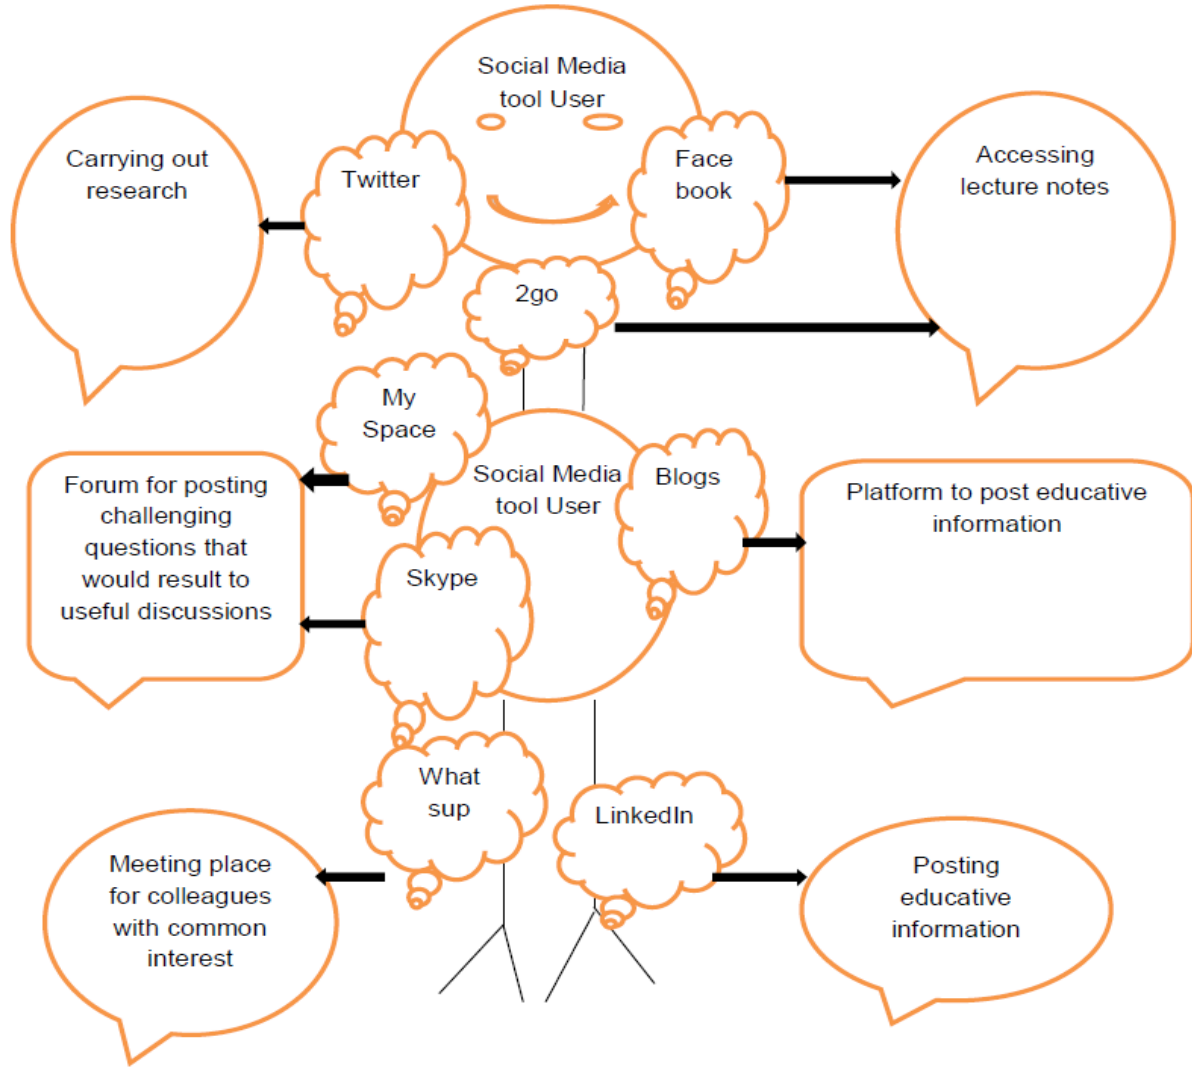 Social Media
tool User
Carrying out
research
Twitter
Face
book
Accessing
lecture notes
2go
My
Space
Forum for posting
challenging
questions that
would result to
useful discussions
Social Media
tool User
Blogs
Platform to post educative
information
Skype
What
sup
LinkedIn
Meeting place
for colleagues
with common
interest
Posting
educative
information